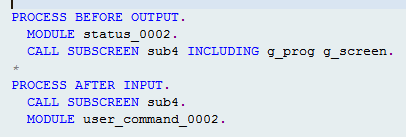 PROCESS BEFORE OUTPUT.
  MODULE status_0002.
  CALL SUBSCREEN sub4 INCLUDING g_prog g_screen.
*
PROCESS AFTER INPUT.
  CALL SUBSCREEN sub4.
  MODULE user_command_0002.